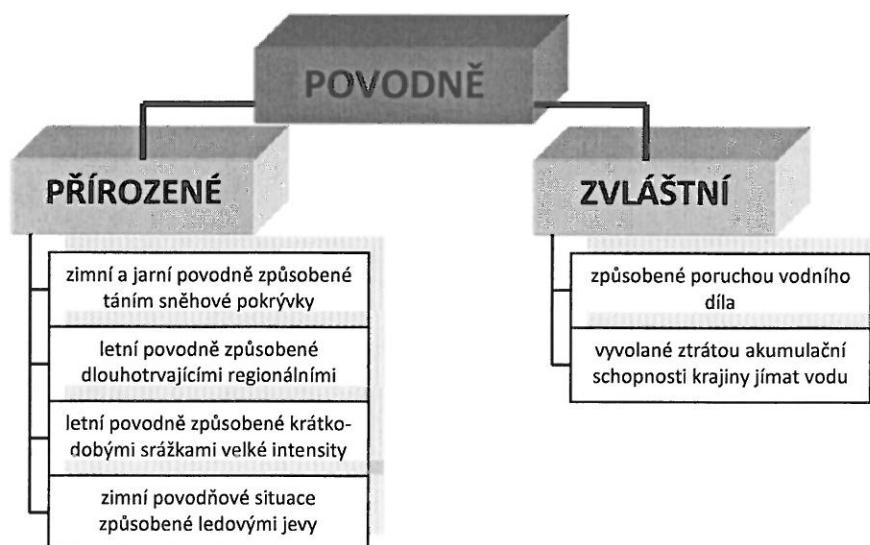 POVODNĚ
PŘÍROZENÉ
zimní a jarní povodně způsobené
táním sněhové pokrývky
letní povodně způsobené
dlouhotrvajícími regionálními
letní povodně způsobené krátko-
dobými srážkami velké intensity
zimní povodňové situace
způsobené ledovými jevy
ZVLÁŠTNÍ
způsobené poruchou vodního
díla
vyvolané ztrátou akumulační
schopnosti krajiny jímat vodu